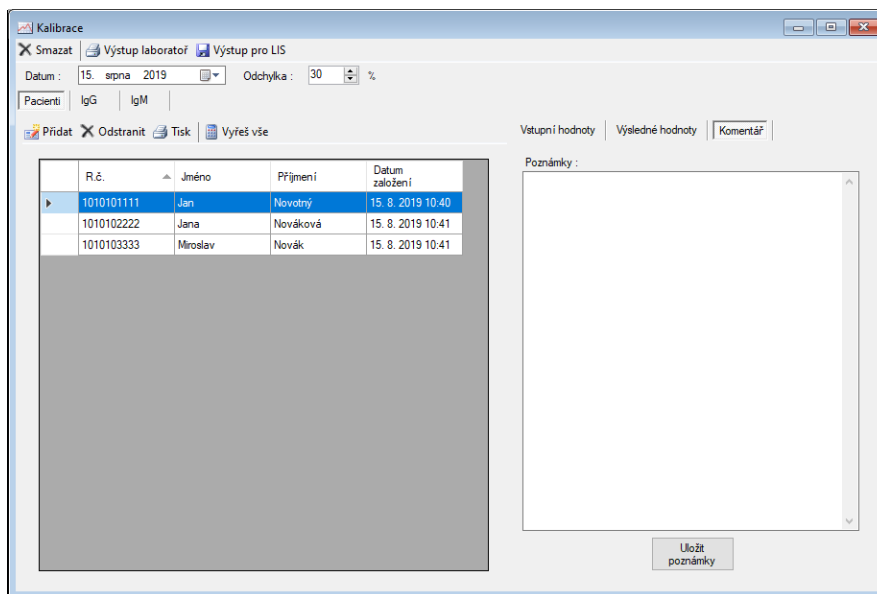 Kalibrace
Smazat Výstup laboratoř Výstup pro LIS
Datum : 15. srpna 2019 Odchylka : 30 %
Pacienti IgG IgM
Přidat Odstranit Tisk Vyřeš vše
Vstupní hodnoty Výsledné hodnoty Komentář
R.č. Jméno Příjmení Datum založení
1010101111 Jan Novotný 15. 8. 2019 10:40
1010102222 Jana Nováková 15. 8. 2019 10:41
1010103333 Miroslav Novák 15. 8. 2019 10:41
Poznámky :
Uložit
poznámky